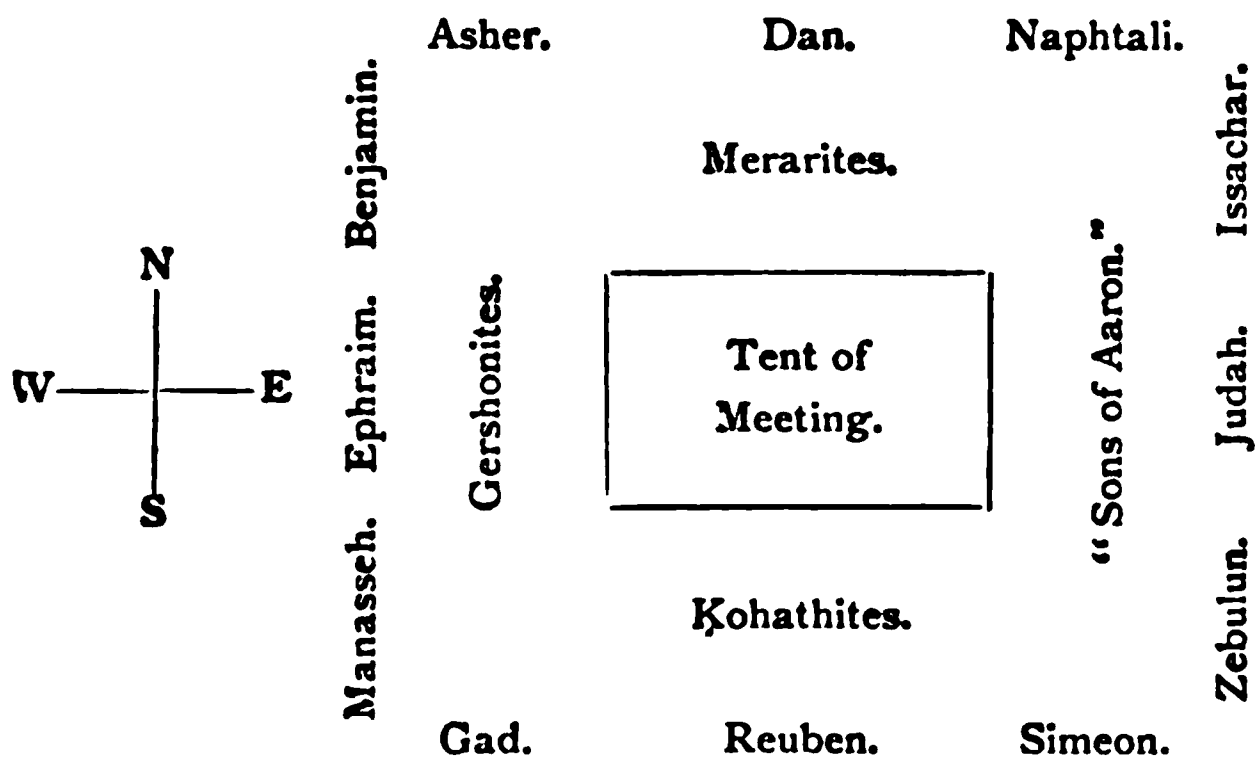 Asher. Dan. Naphtali.
Benjamin.
Issachar.
Merarites.
N
W E
S
Ephraim.
Gershonites.
Tent of
Meeting.
“Sons of Aaron.”
Judah.
Manasseh.
Ḳohathites.
Zebulun.
Gad. Reuben. Simeon.